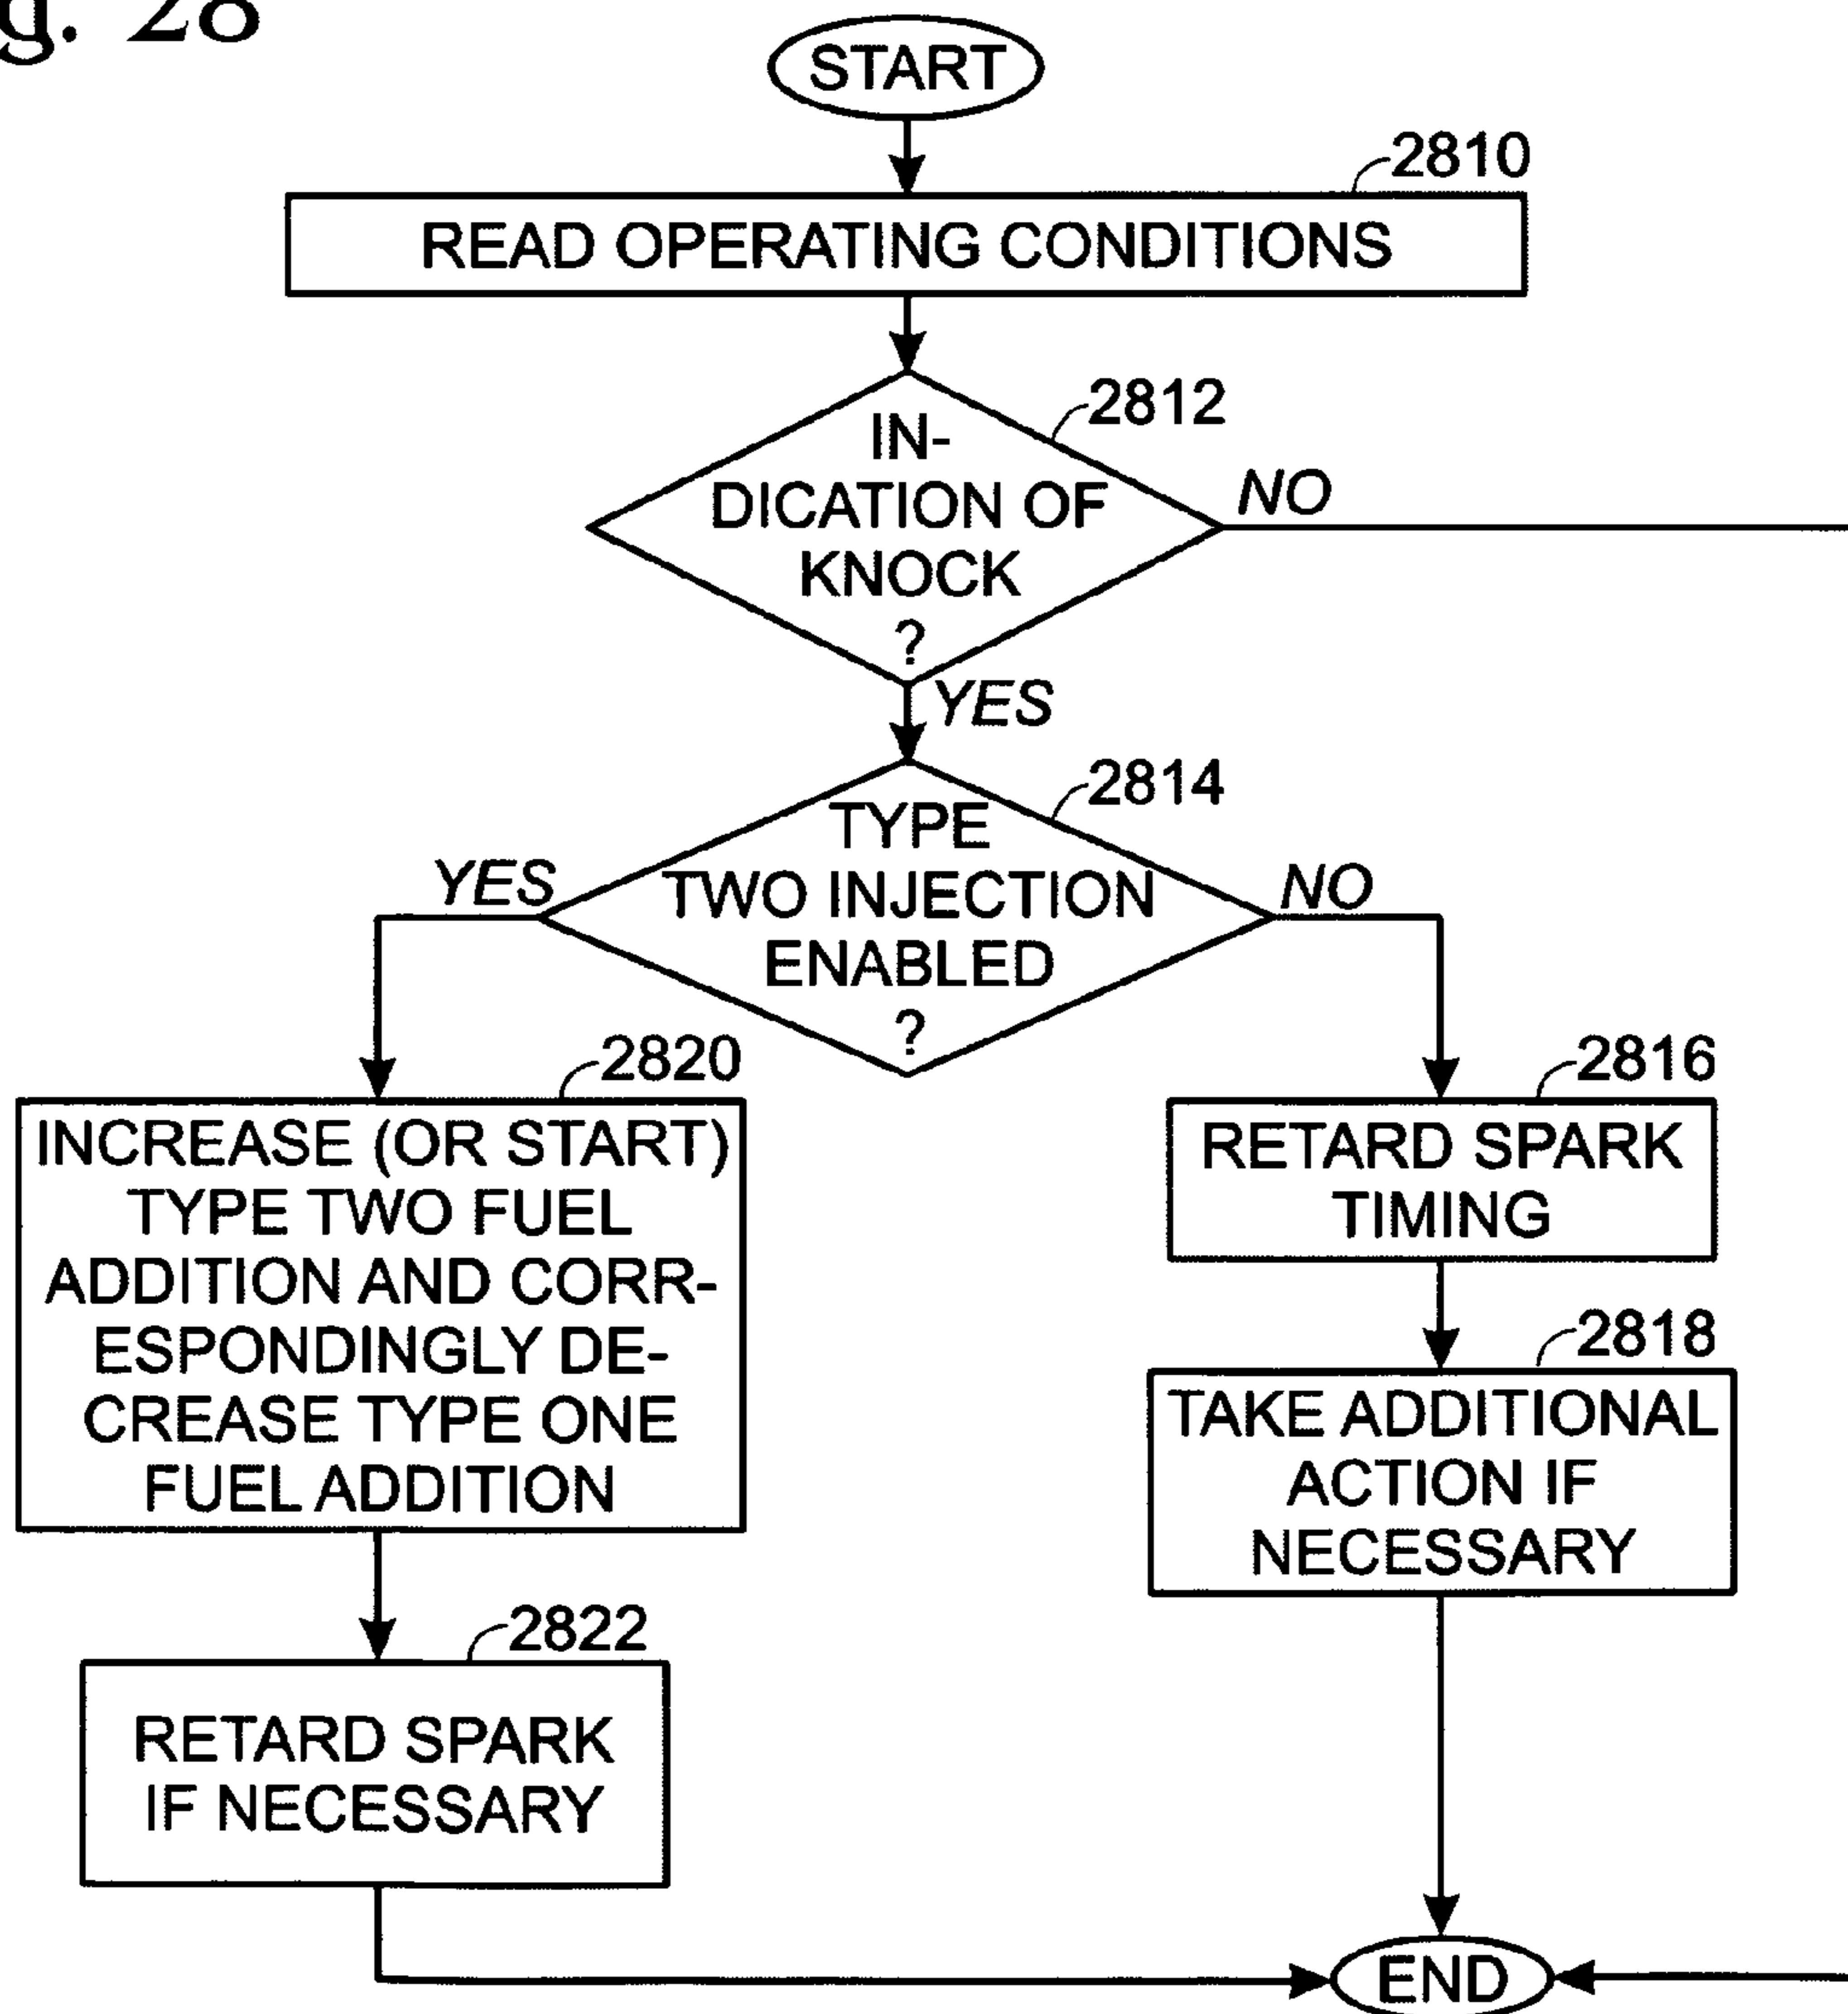 g. 28
START
2810
READ OPERATING CONDITIONS
2812
IN-
DICATION OF
KNOCK
?
NO
YES
2814
TYPE
TWO INJECTION
ENABLED
?
YES
NO
2820
INCREASE (OR START)
TYPE TWO FUEL
ADDITION AND CORR-
ESPONDINGLY DE-
CREASE TYPE ONE
FUEL ADDITION
2816
RETARD SPARK
TIMING
2818
TAKE ADDITIONAL
ACTION IF
NECESSARY
2822
RETARD SPARK
IF NECESSARY
END